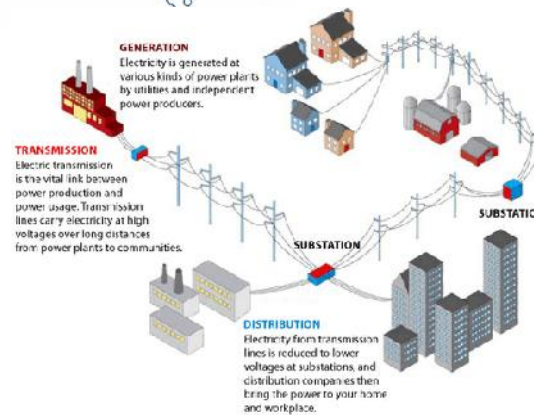 GENERATION
Electricity is generated at
various kinds of power plants
by utilities and independent
power producers.
TRANSMISSION
Electric transmission
is the vital link between
power production and
power usage. Transmission
lines carry electricity at high
voltages over long distances
from power plants to communities.
SUBSTATION
SUBSTATIO
DISTRIBUTION
Electricity from transmission
lines is reduced to lower
voltages at substations, and
distribution companies then
bring the power to your home
and workplace.